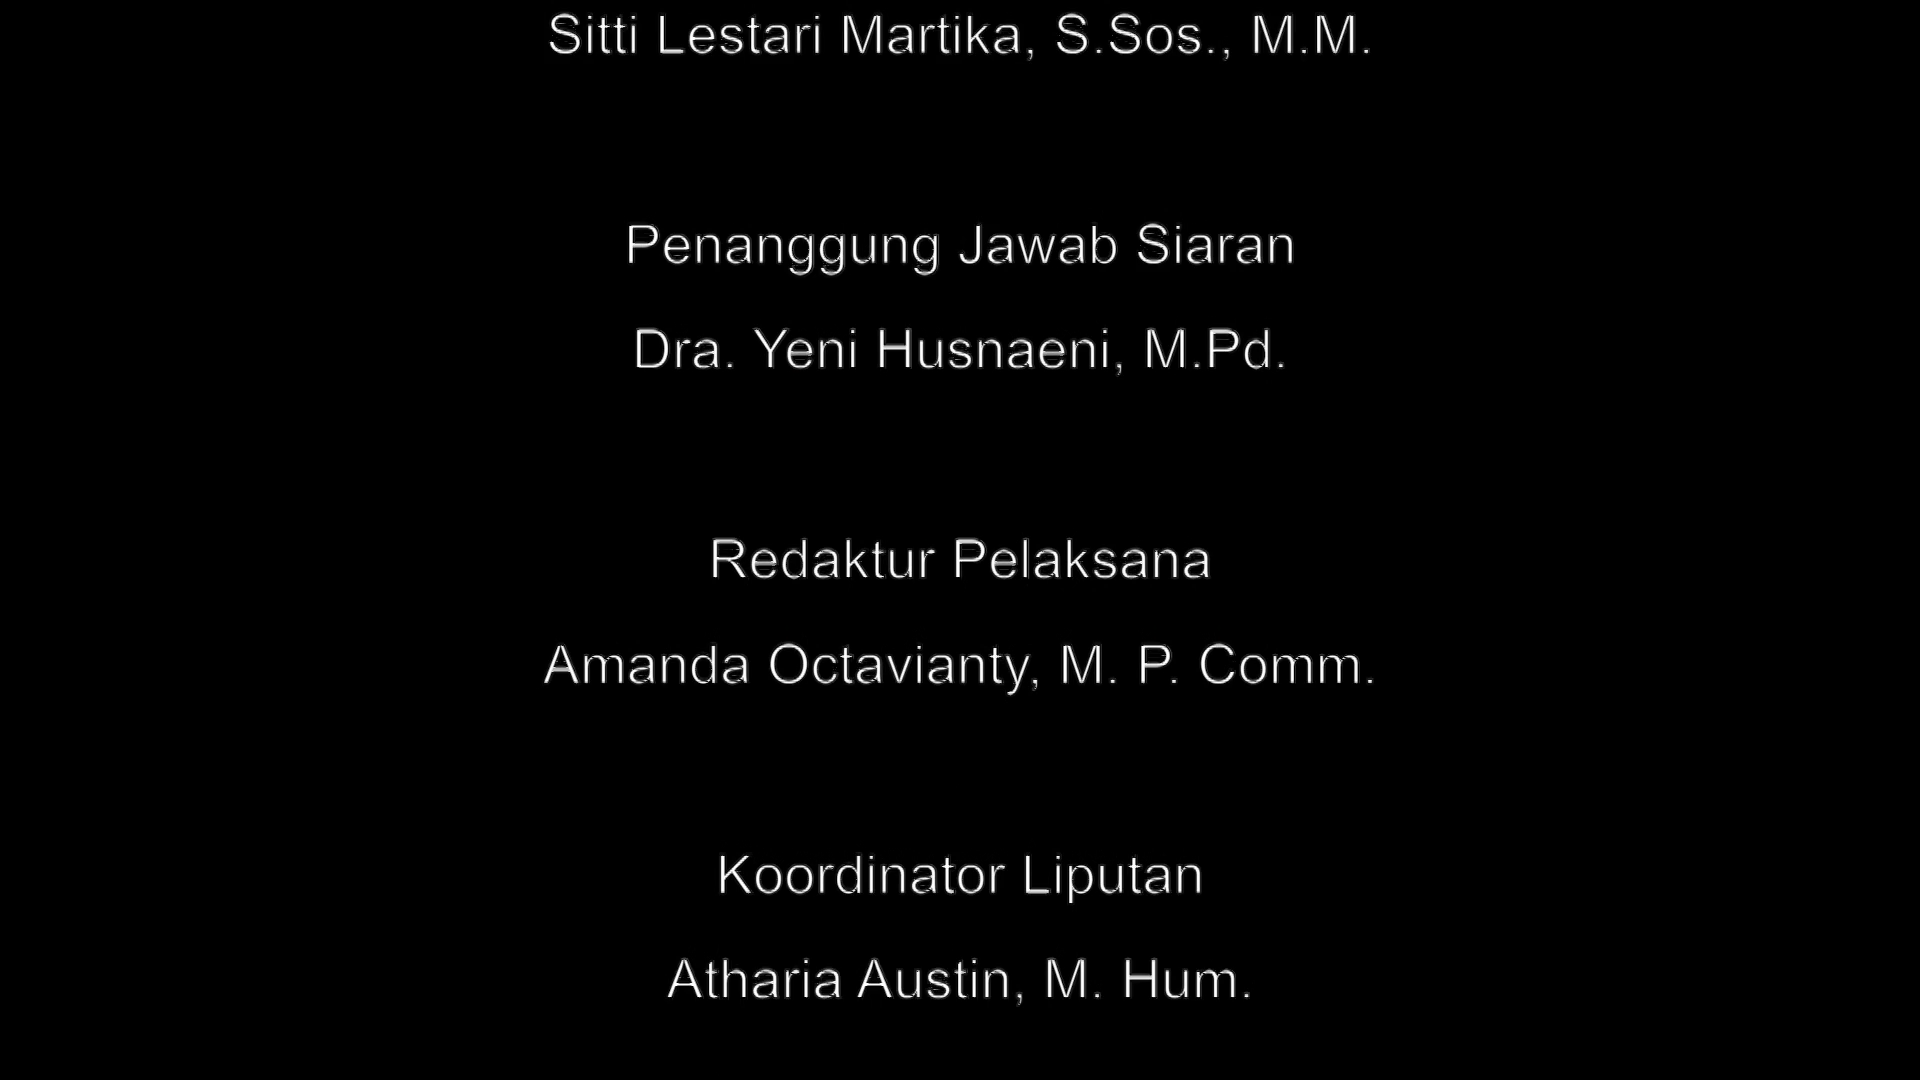 Sitti Lestari Martika, S.Sos., M.M.
Penanggung Jawab Siaran
Dra. Yeni Husnaeni, M.Pd.
Redaktur Pelaksana
Amanda Octavianty, M. P. Comm.
Koordinator Liputan
Atharia Austin, M. Hum.